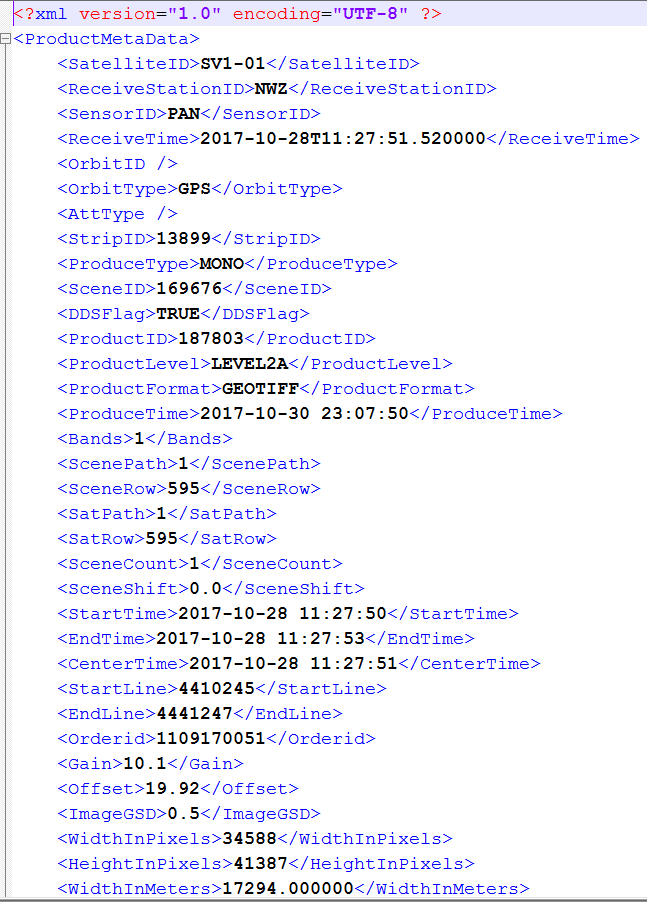 <?xml version="1.0" encoding="UTF-8" ?>
<ProductMetaData>
<SatelliteID>SV1-01</SatelliteID>
<ReceiveStationID>NWZ</ReceiveStationID>
<SensorID>PAN</SensorID>
<ReceiveTime>2017-10-28T11:27:51.520000</ReceiveTime>
<OrbitID />
<OrbitType>GPS</OrbitType>
<AttType />
<StripID>13899</StripID>
<ProduceType>MONO</ProduceType>
<SceneID>169676</SceneID>
<DDSFlag>TRUE</DDSFlag>
<ProductID>187803</ProductID>
<ProductLevel>LEVEL2A</ProductLevel>
<ProductFormat>GEOTIFF</ProductFormat>
<ProduceTime>2017-10-30 23:07:50</ProduceTime>
<Bands>1</Bands>
<ScenePath>1</ScenePath>
<SceneRow>595</SceneRow>
<SatPath>1</SatPath>
<SatRow>595</SatRow>
<SceneCount>1</SceneCount>
<SceneShift>0.0</SceneShift>
<StartTime>2017-10-28 11:27:50</StartTime>
<EndTime>2017-10-28 11:27:53</EndTime>
<CenterTime>2017-10-28 11:27:51</CenterTime>
<StartLine>4410245</StartLine>
<EndLine>4441247</EndLine>
<Orderid>1109170051</Orderid>
<Gain>10.1</Gain>
<Offset>19.92</Offset>
<ImageGSD>0.5</ImageGSD>
<WidthInPixels>34588</WidthInPixels>
<HeightInPixels>41387</HeightInPixels>
<WidthInMeters>17294.000000</WidthInMeters>